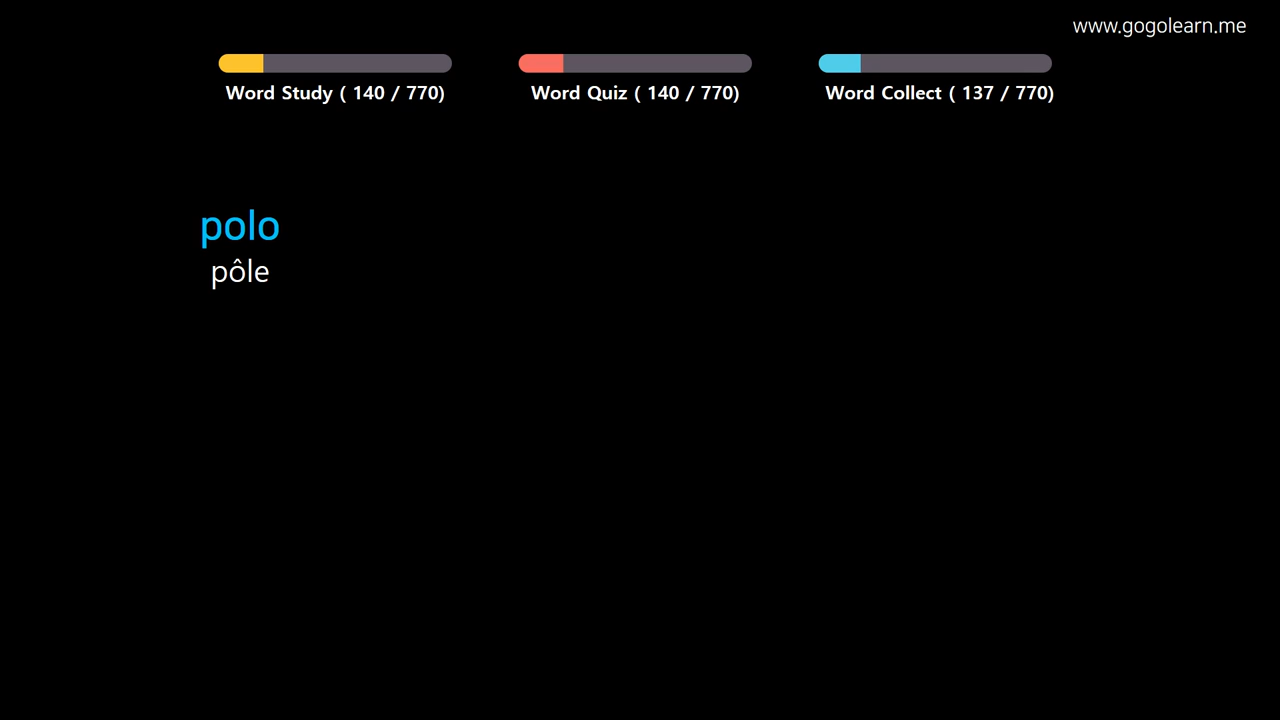 www.gogolearn.me
Word Study ( 140 / 770)
Word Quiz ( 140 / 770)
Word Collect ( 137 / 770)
polo
pôle